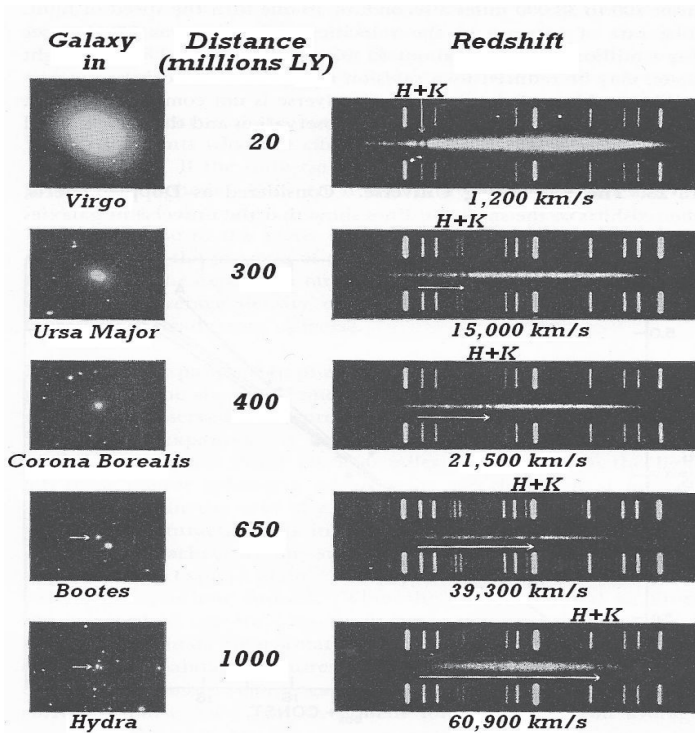 Galaxy in
Distance (millions LY)
Redshift
H+K
20
Virgo
1,200 km/s
H+K
300
Ursa Major
15,000 km/s
H+K
400
Corona Borealis
21,500 km/s
H+K
650
Bootes
39,300 km/s
H+K
1000
Hydra
60,900 km/s